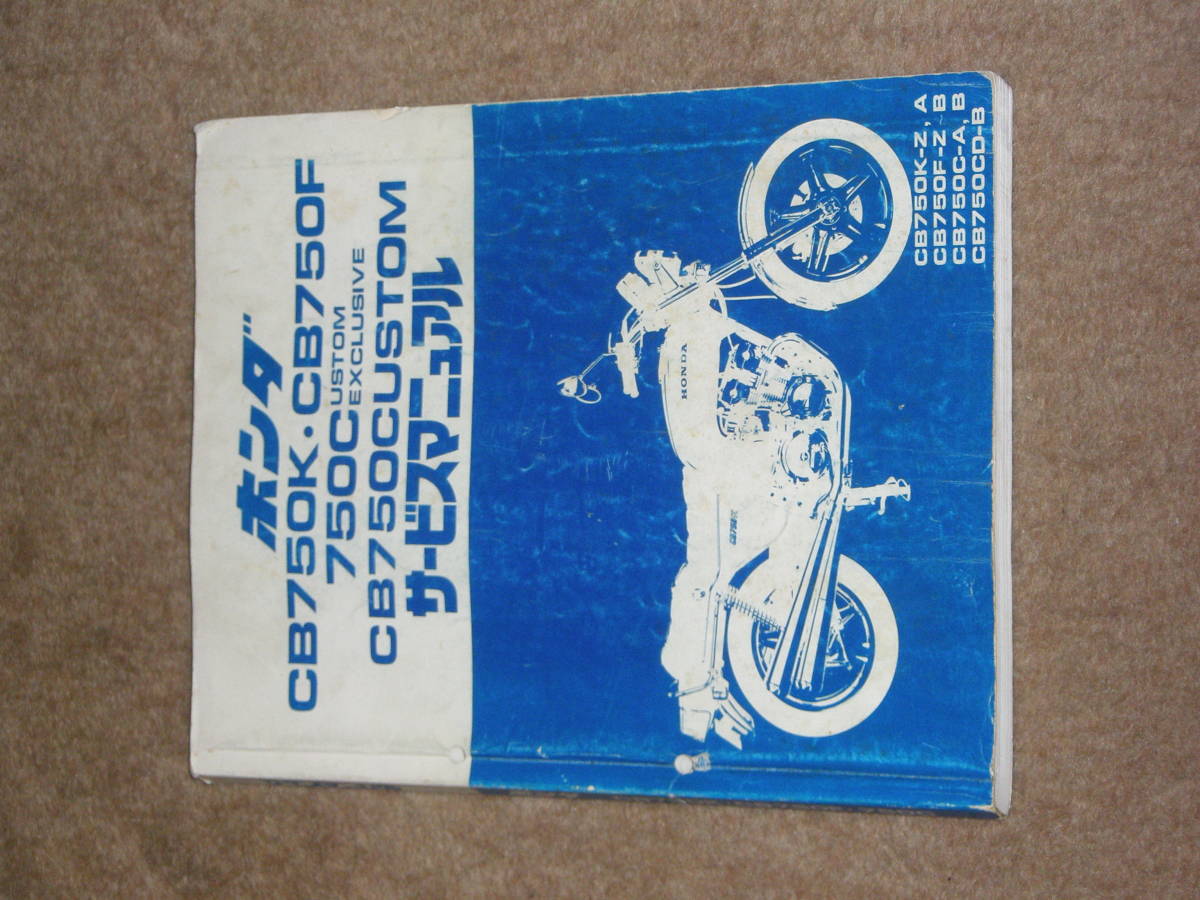 ホンダ
CB750K・CB750F
750CUSTOM
EXCLUSIVE
CB750CUSTOM
サービスマニュアル
HONDA
CB750K-Z, A
CB750F-Z~B
CB750C-A, B
CB750CD-B